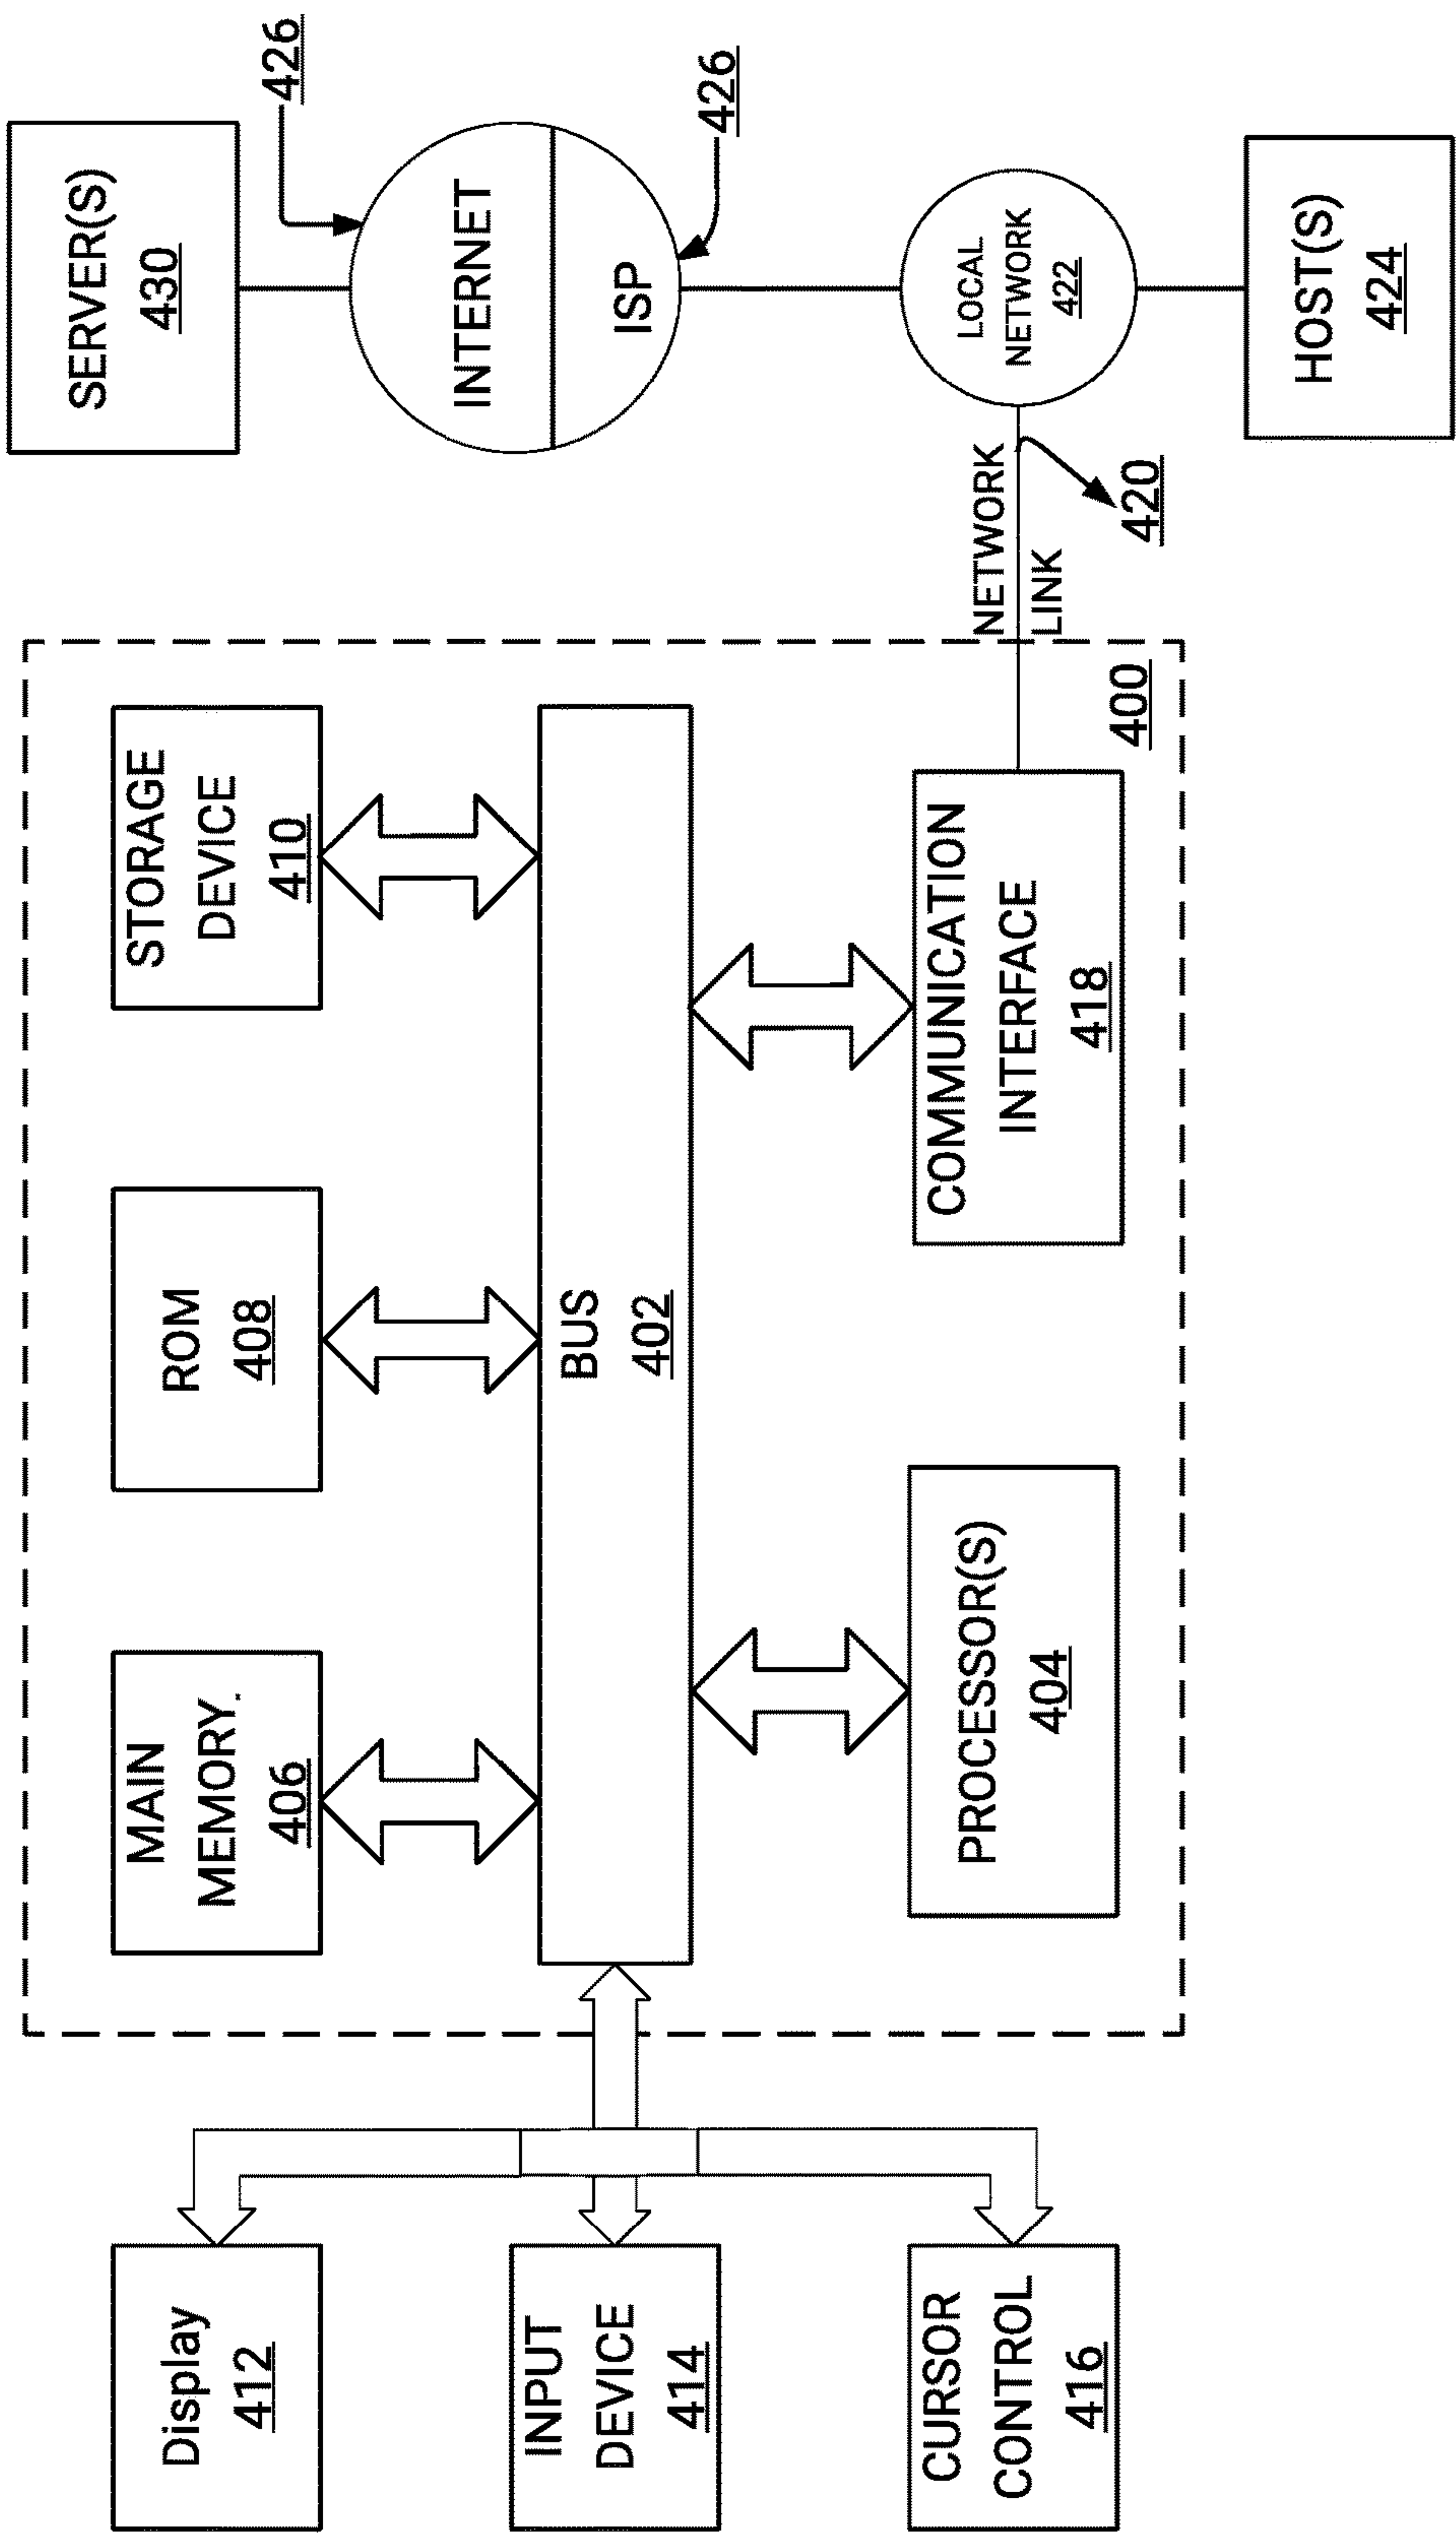 Display
412
INPUT
DEVICE
414
CURSOR
CONTROL
416
MAIN
MEMORY.
406
ROM
408
STORAGE
DEVICE
410
BUS
402
PROCESSOR(S)
404
COMMUNICATION
INTERFACE
418
400
NETWORK
LINK
420
SERVER(S)
430
426
INTERNET
ISP
426
LOCAL
NETWORK
422
HOST(S)
424